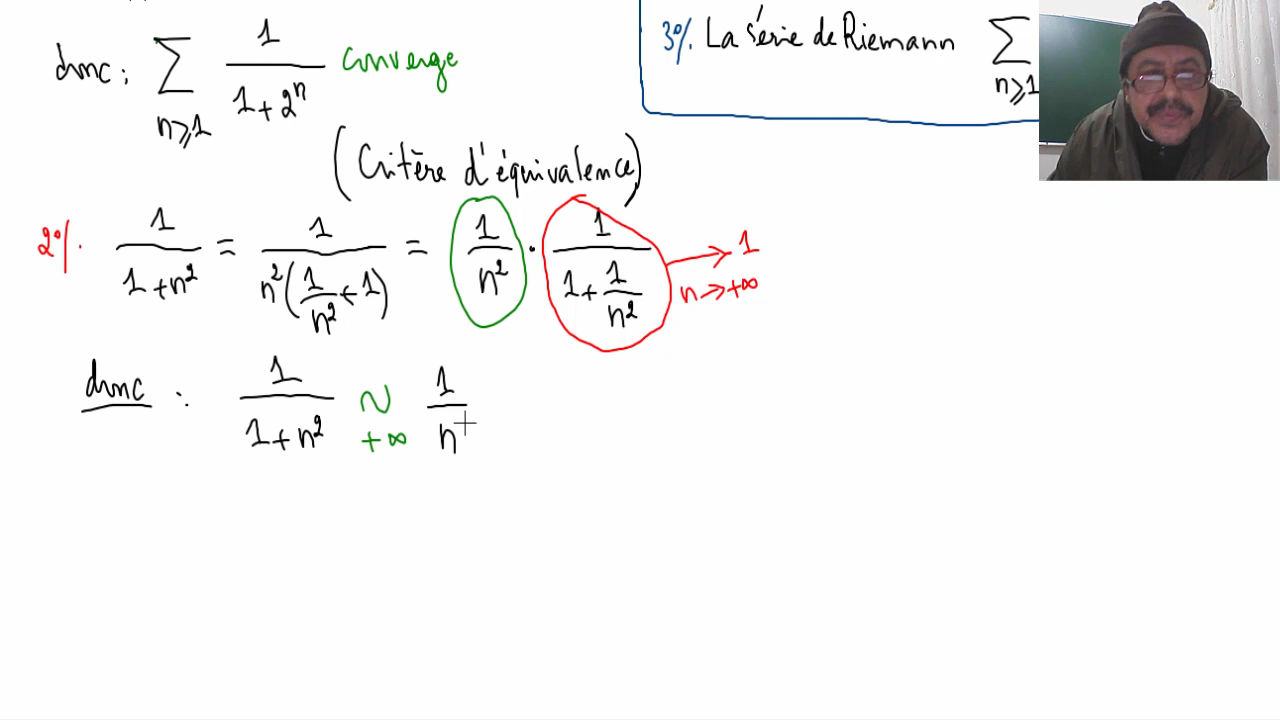 donc : ∑ n≥1 1/(1+2^n) converge
3°/. La série de Riemann ∑ n≥1
(Critère d'équivalence)
2°/. 1/(1+n²) = 1/(n²(1/n²+1)) = 1/n² · 1/(1+1/n²) → 1 n→+∞
donc : 1/(1+n²) ~ +∞ 1/n